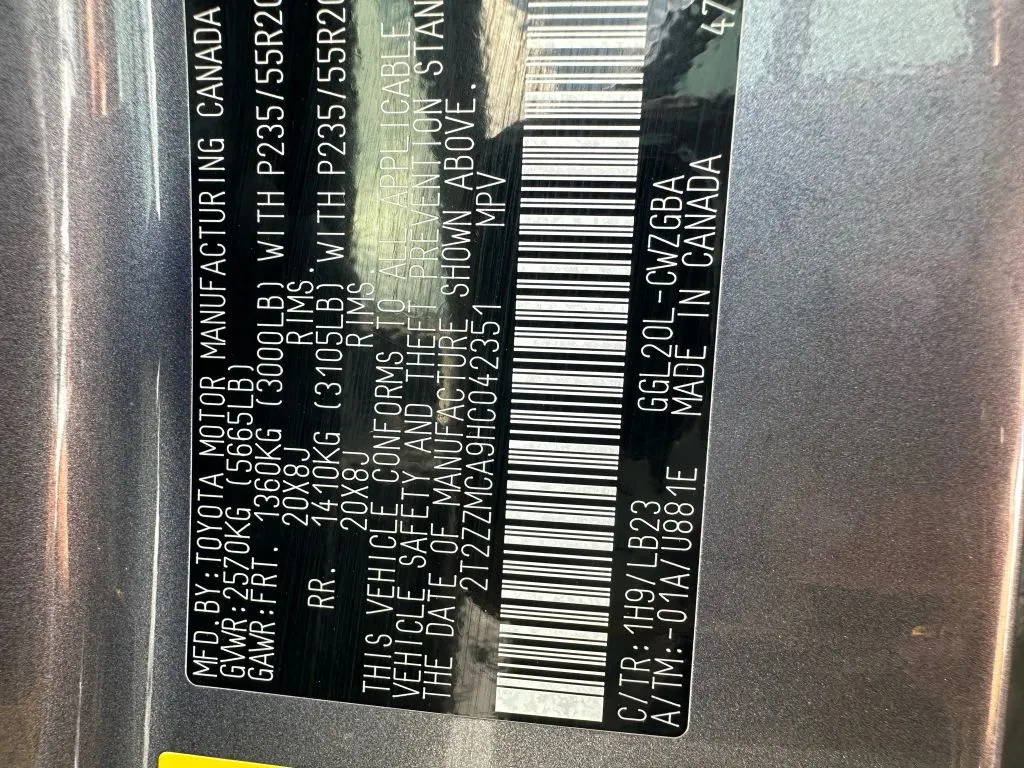 MFD.BY:TOYOTA MOTOR MANUFACTURING CANADA
GVWR:2570KG (5665LB)
GAWR:FRT. 1360KG (3000LB) WITH P235/55R20
20X8J RIMS.
RR. 1410KG (3105LB) WITH P235/55R20
20X8J RIMS.
THIS VEHICLE CONFORMS TO ALL APPLICABLE
VEHICLE SAFETY AND THEFT PREVENTION STAN
THE DATE OF MANUFACTURE SHOWN ABOVE.
2T2ZZMCA9HC042351 MPV
C/TR:1H9/LB23 GGL20L-CWZGBA
A/TM:-01A/U881E MADE IN CANADA
47